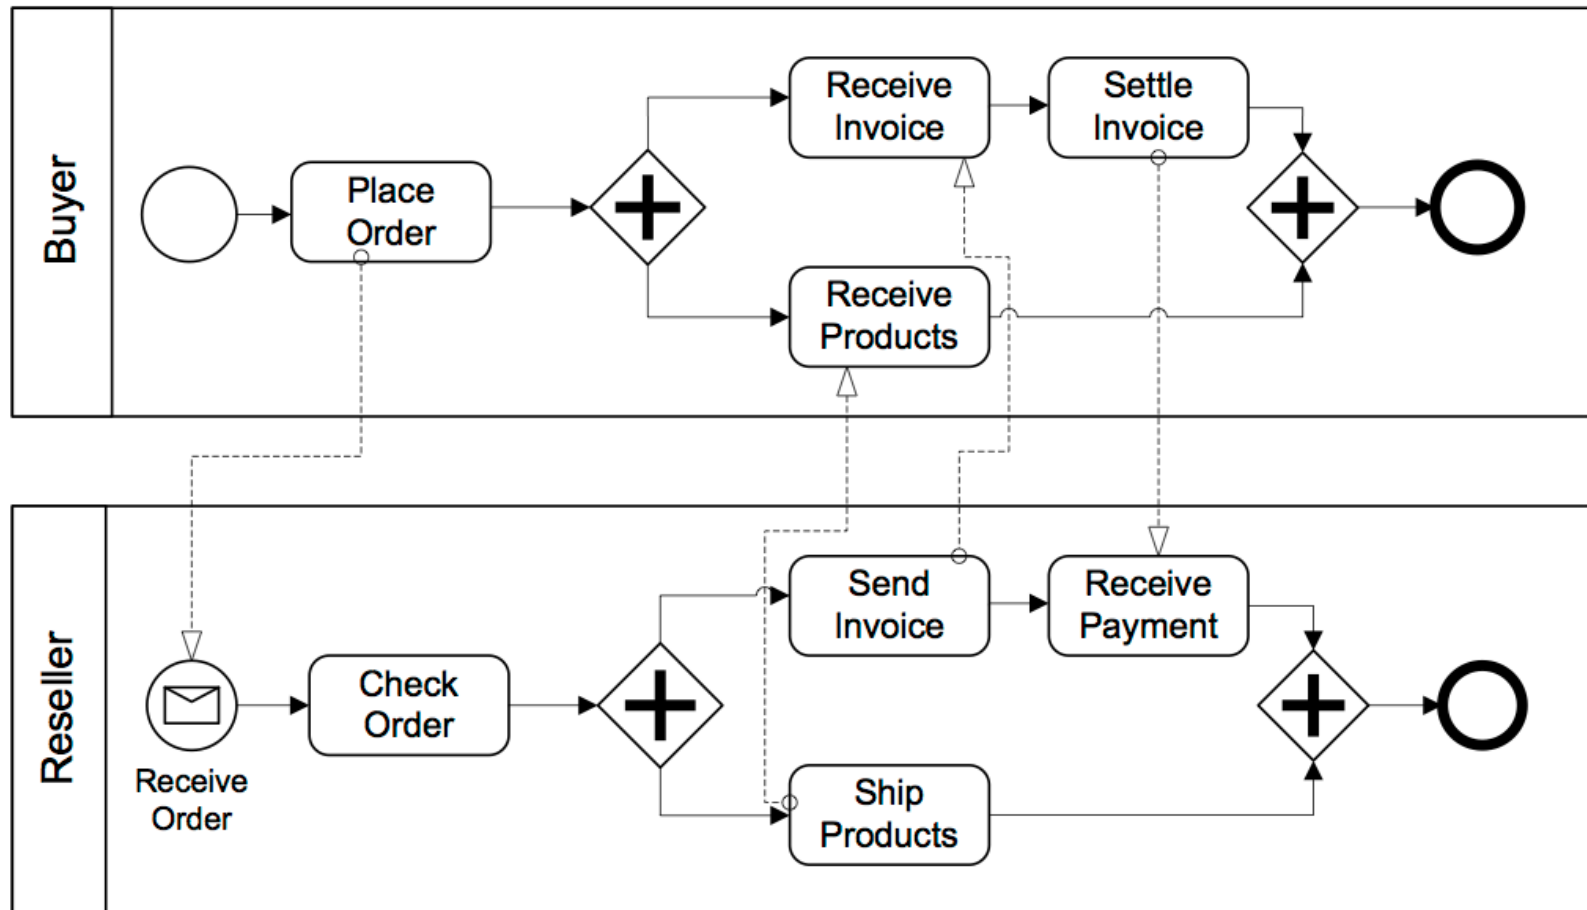 Buyer
Place
Order
Receive
Invoice
Settle
Invoice
Receive
Products
Reseller
Receive
Order
Check
Order
Send
Invoice
Receive
Payment
Ship
Products